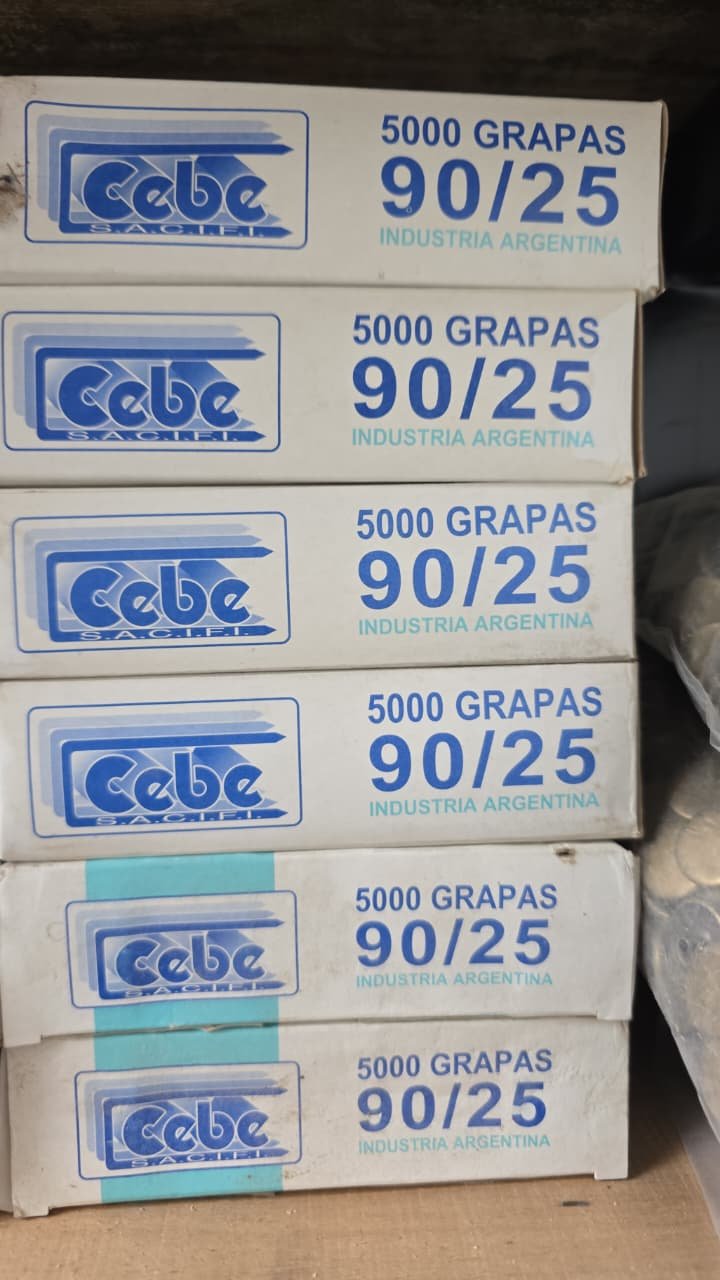 Cebe
S.A.C.I.F.I.
5000 GRAPAS
90/25
INDUSTRIA ARGENTINA
Cebe
S.A.C.I.F.I.
5000 GRAPAS
90/25
INDUSTRIA ARGENTINA
Cebe
S.A.C.I.F.I.
5000 GRAPAS
90/25
INDUSTRIA ARGENTINA
Cebe
S.A.C.I.F.I.
5000 GRAPAS
90/25
INDUSTRIA ARGENTINA
Cebe
S.A.C.I.F.I.
5000 GRAPAS
90/25
INDUSTRIA ARGENTINA
Cebe
S.A.C.I.F.I.
5000 GRAPAS
90/25
INDUSTRIA ARGENTINA